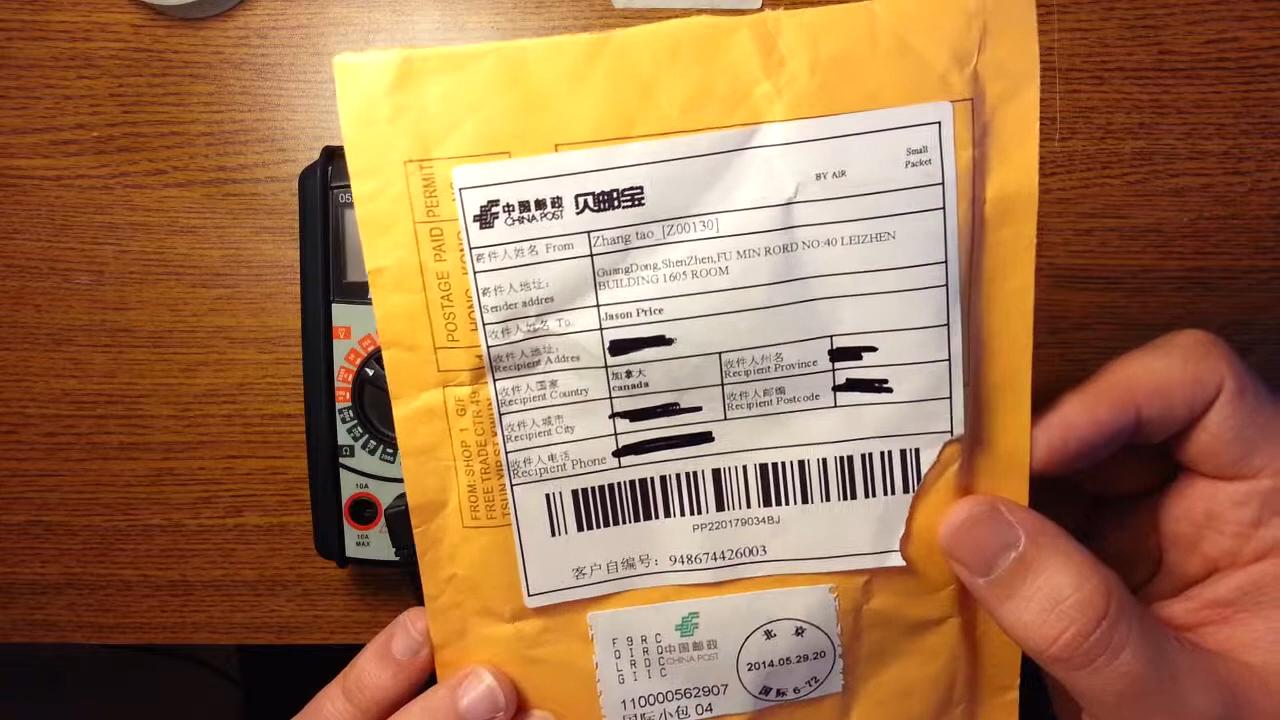 Small
Packet
BY AIR
中国邮政
CHINA POST
贝邮宝
寄件人姓名 From
Zhang tao_[Z00130]
寄件人地址:
Sender addres
GuangDong,ShenZhen,FU MIN RORD NO:40 LEIZHEN
BUILDING 1605 ROOM
收件人姓名 To:
Jason Price
收件人地址:
Recipient Addres
收件人国家
Recipient Country
加拿大
canada
收件人州名
Recipient Province
收件人城市
Recipient City
收件人邮编
Recipient Postcode
收件人电话
Recipient Phone
PP220179034BJ
客户自编号: 948674426003
POSTAGE PAID PERMIT
HONG KONG
NO
FROM: SHOP 1 G/F
FREE TRADE CTR 49
TSUN YIP ST KWUN
F9RC
OIRO
LRDC
GIIC
中国邮政
CHINA POST
北京
2014.05.29.20
国际 6-72
110000562907
国际小包 04
10A
10A
MAX
Ω